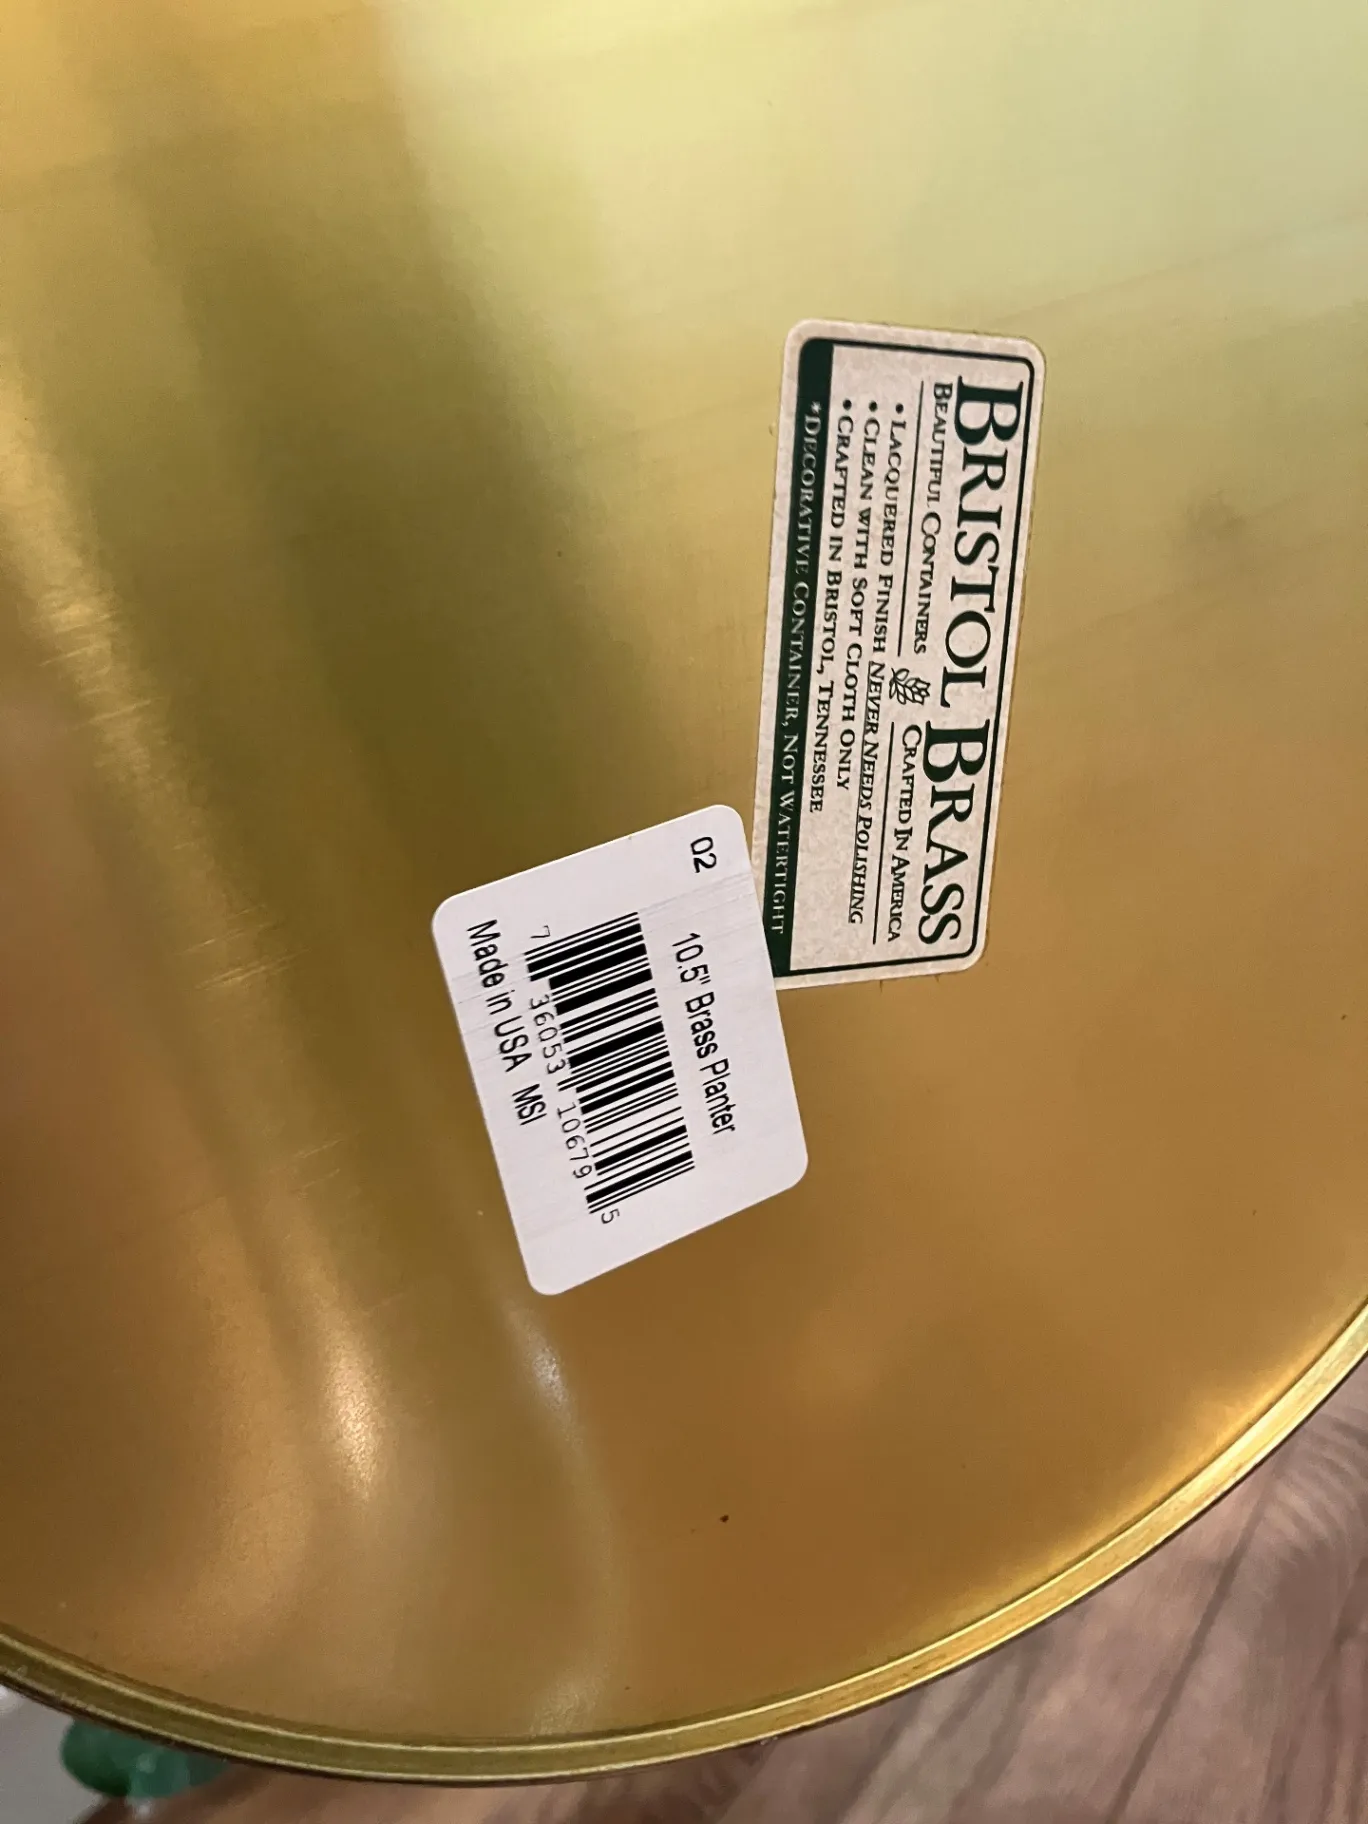 BRISTOL BRASS
BEAUTIFUL CONTAINERS CRAFTED IN AMERICA
• LACQUERED FINISH NEVER NEEDS POLISHING
• CLEAN WITH SOFT CLOTH ONLY
• CRAFTED IN BRISTOL, TENNESSEE
*DECORATIVE CONTAINER, NOT WATERTIGHT
02
10.5" Brass Planter
7 36053 10679 5
Made in USA MSI